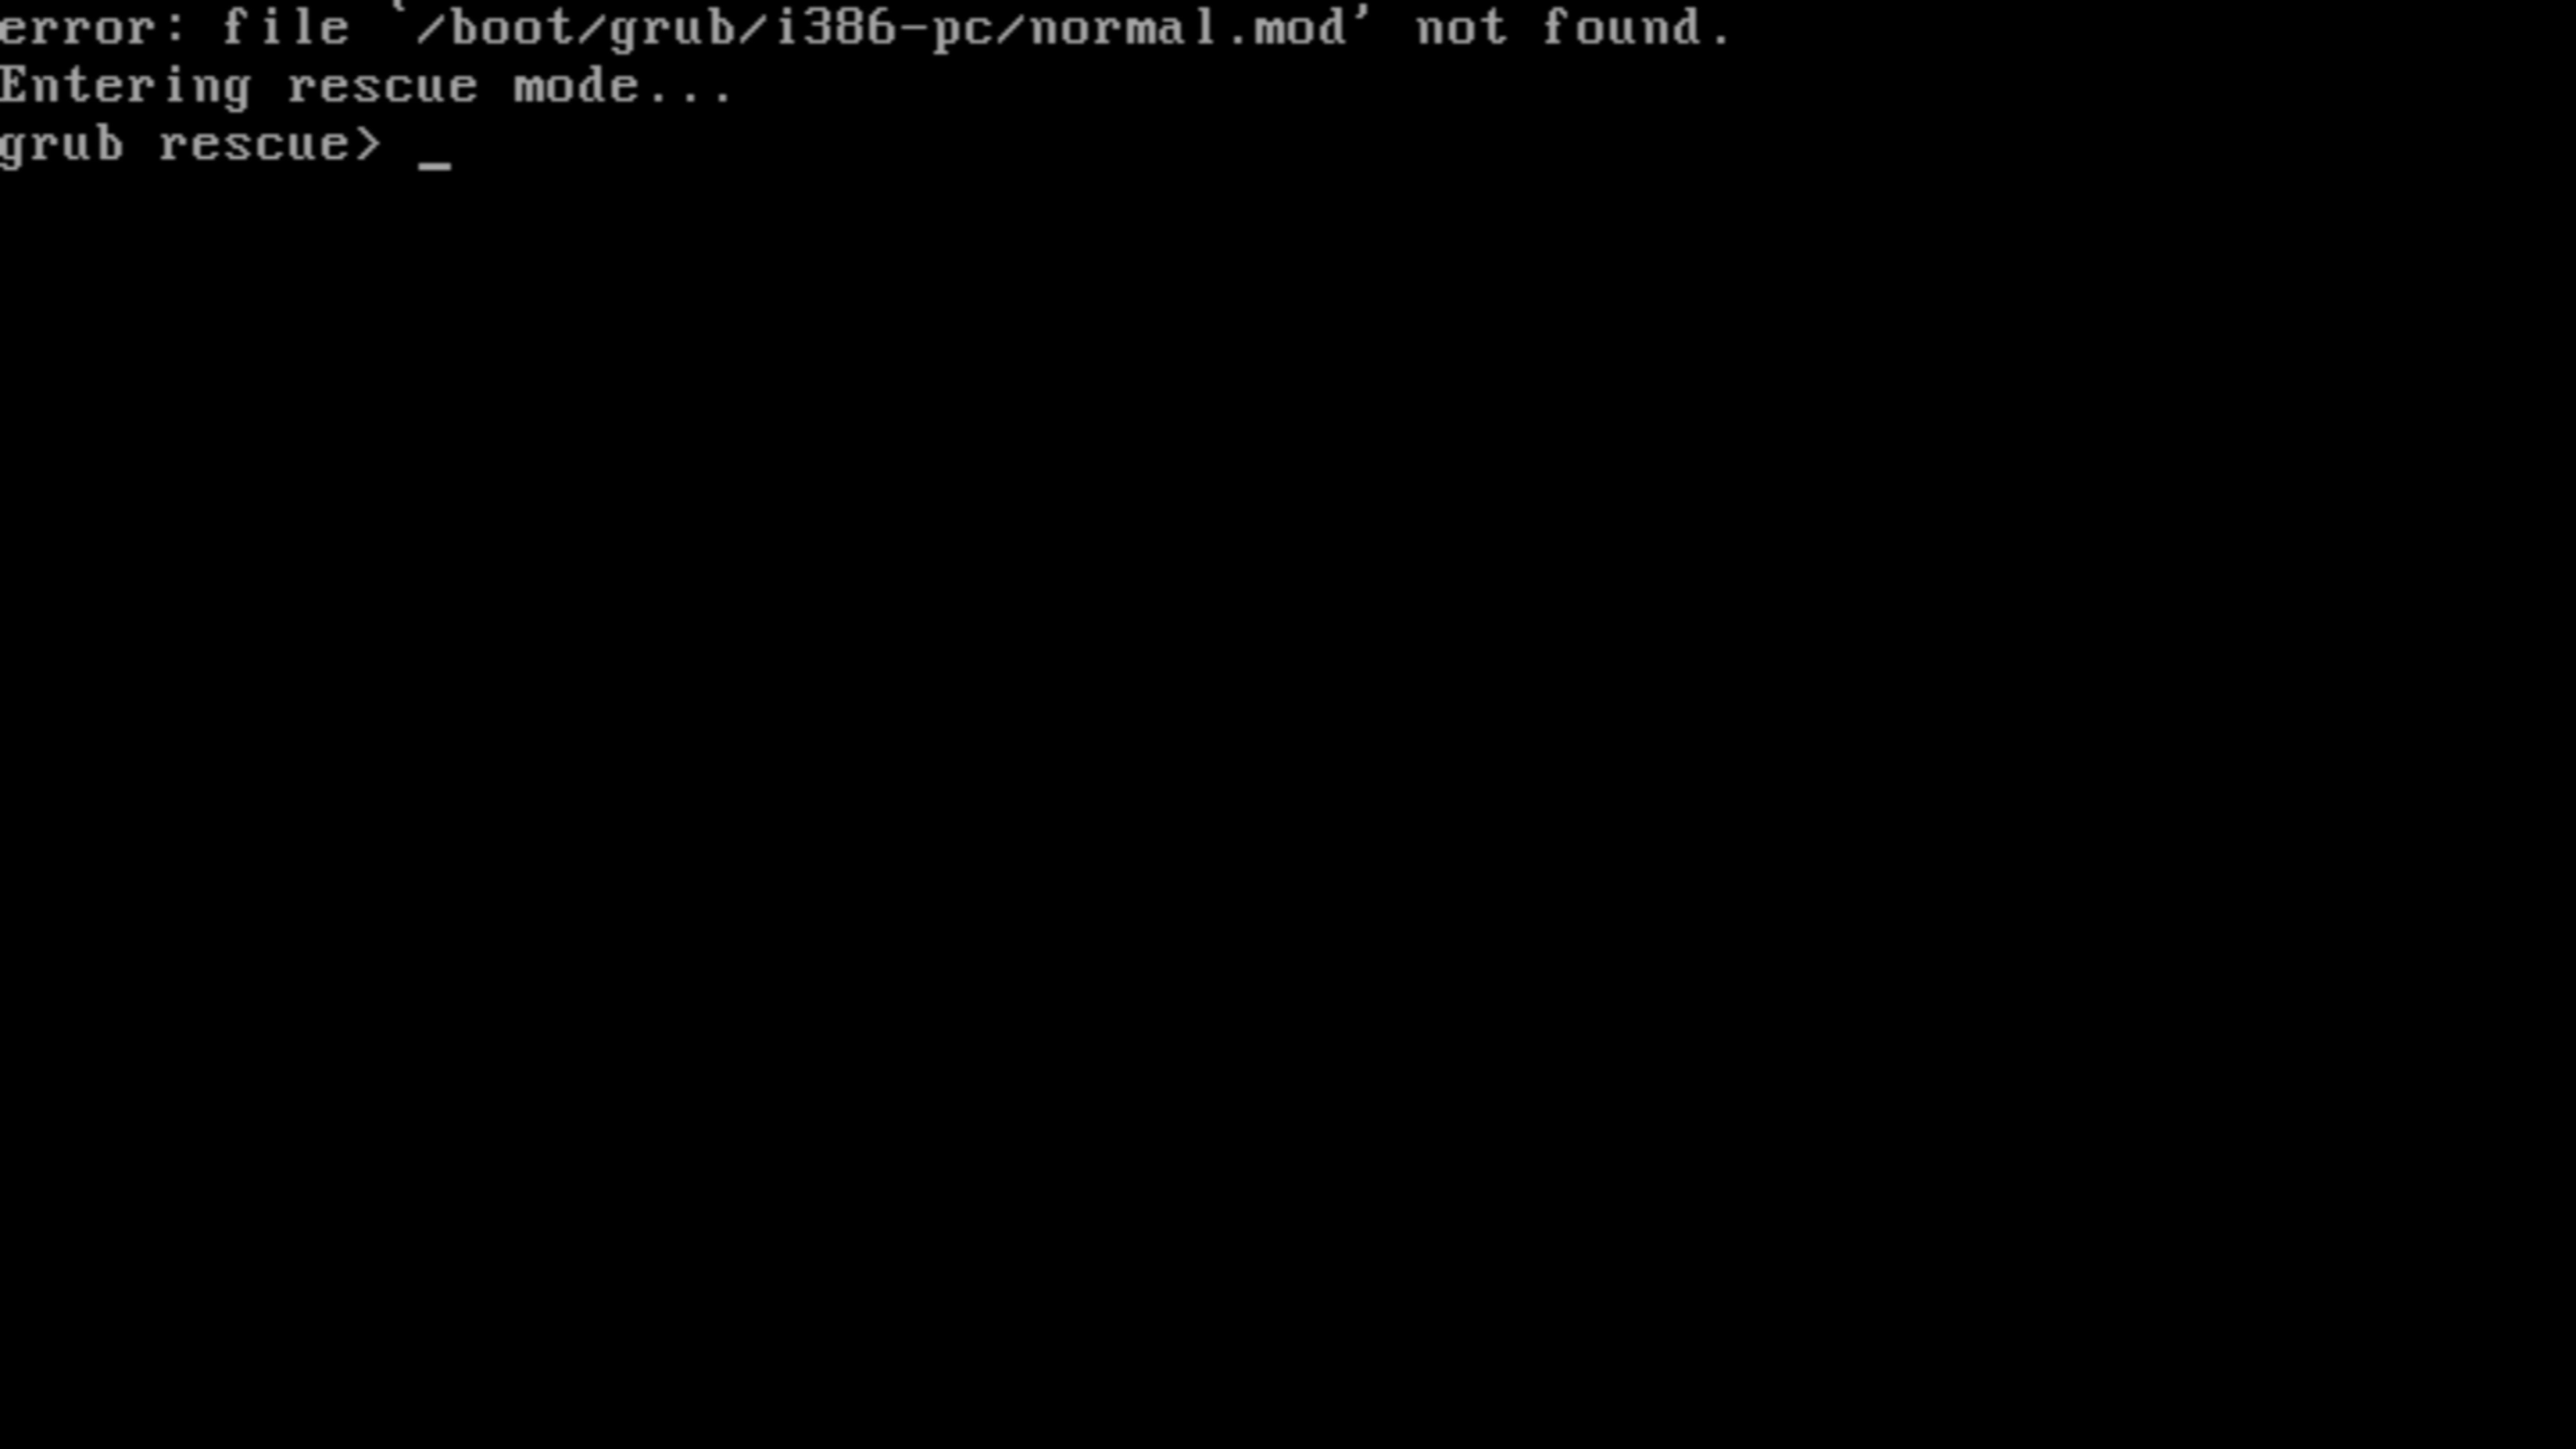 error: file `/boot/grub/i386-pc/normal.mod' not found.
Entering rescue mode...
grub rescue> _